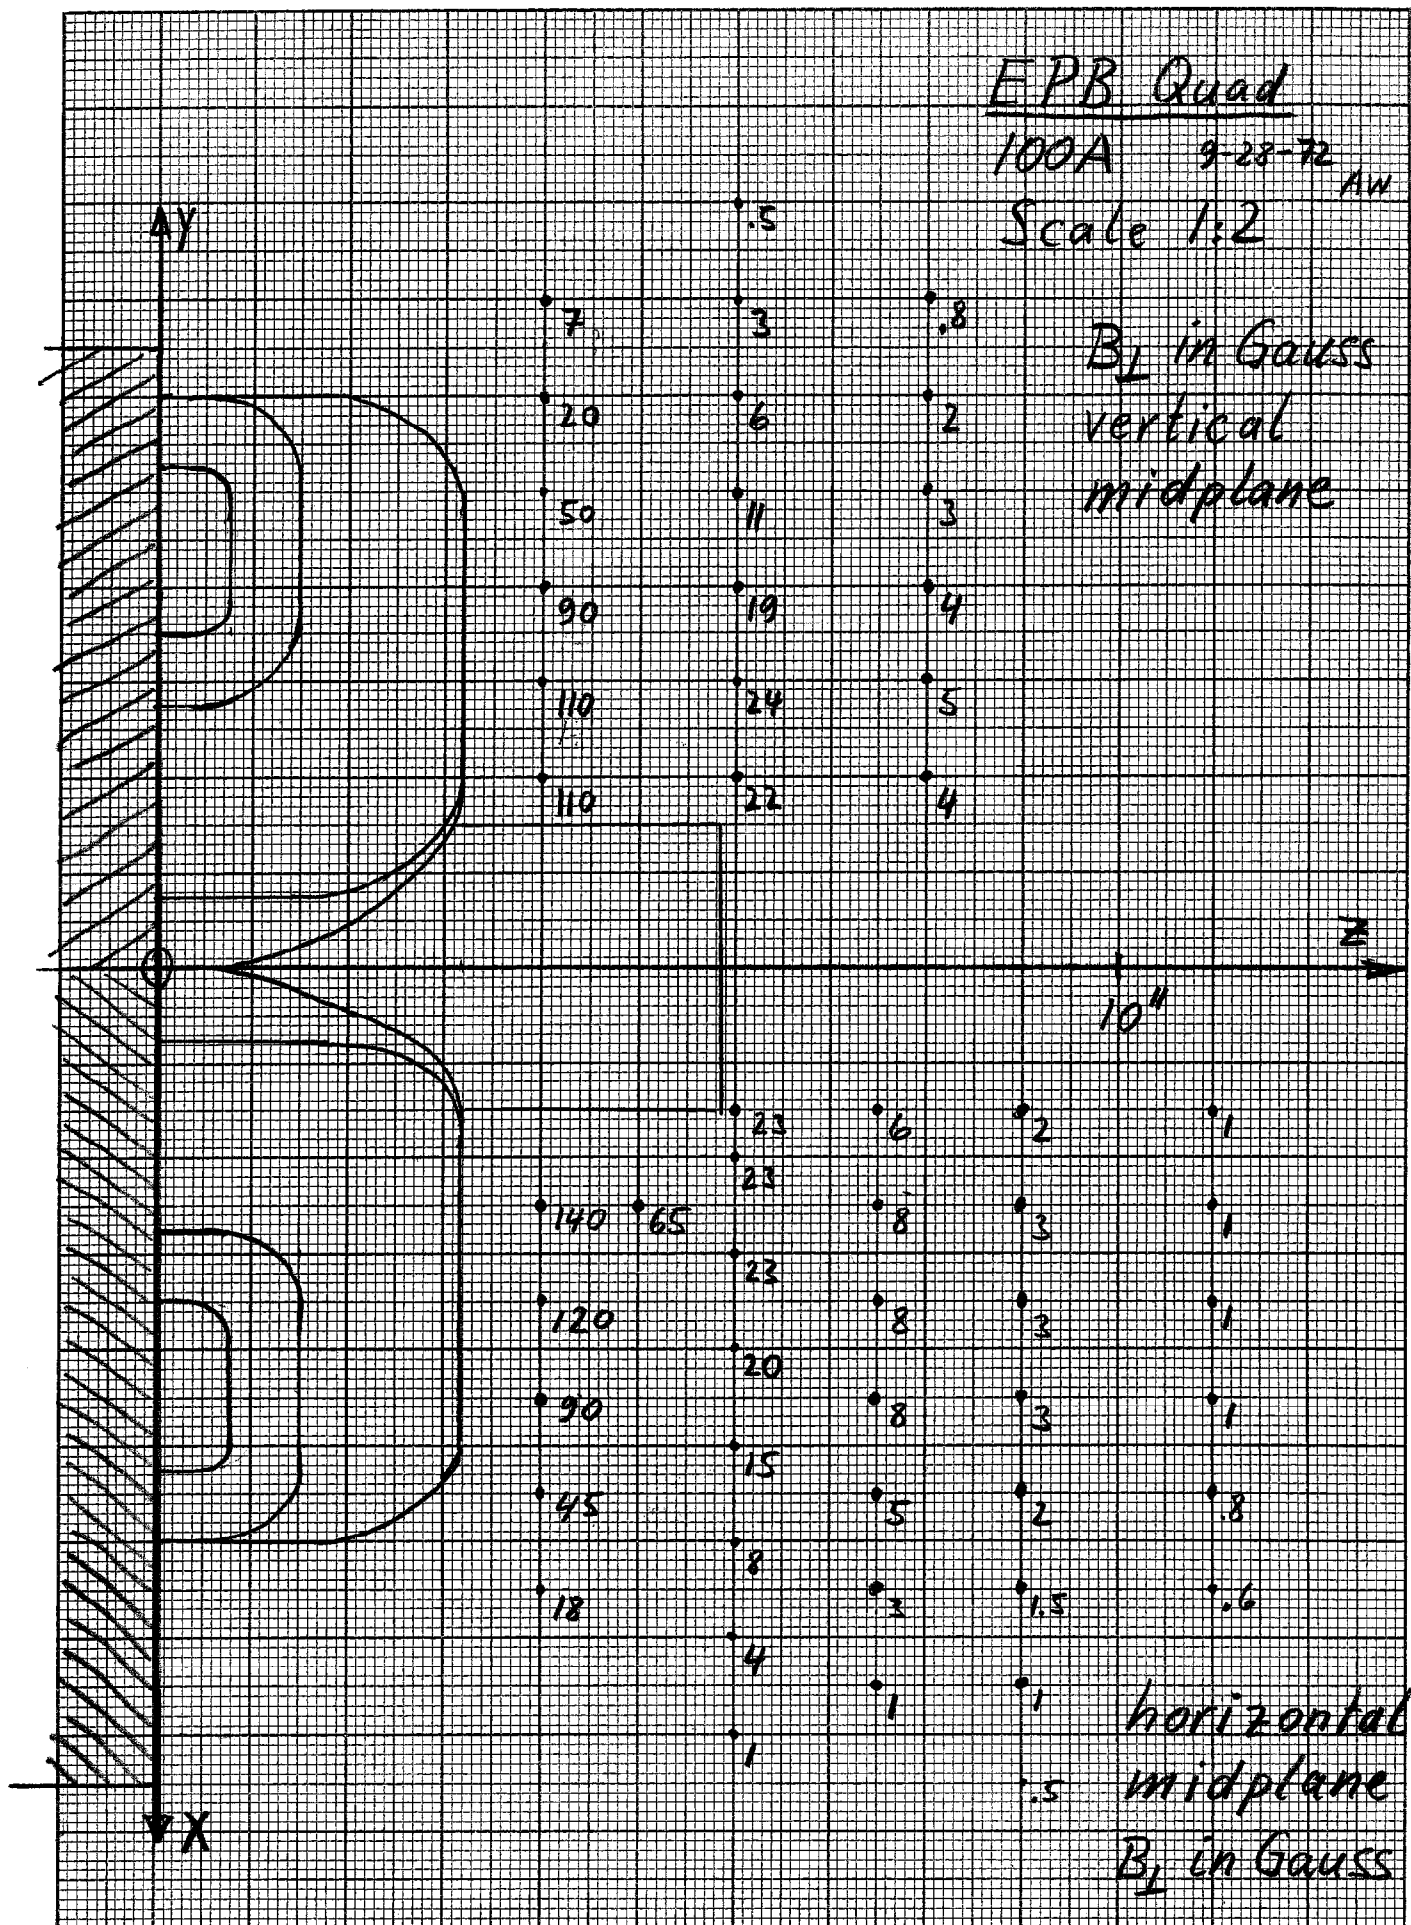 EPB Quad
100A 9-28-72
AW
Scale 1:2
Y
.5
7 3 .8
B⊥ in Gauss
20 6 2
vertical
50 11 3
midplane
90 19 4
110 24 5
110 22 4
Z
10"
23 6 2 1
23
140 65 8 3 1
23
120 8 3 1
20
90 8 3 1
15
45 5 2 .8
8
18 3 1.5 .6
4
1 1
horizontal
1
midplane
.5
X
B⊥ in Gauss